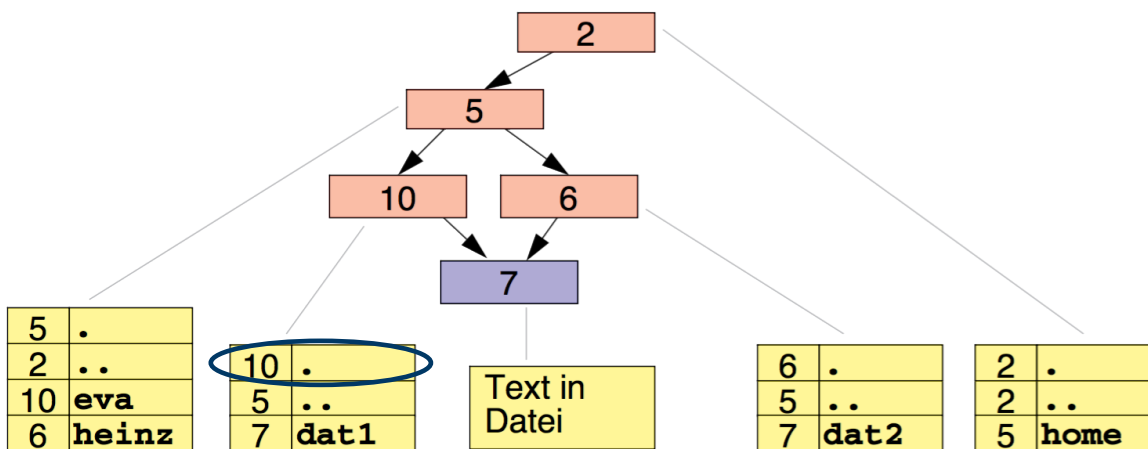 2
5
10
6
7
5 .
2 ..
10 eva
6 heinz
10 .
5 ..
7 dat1
Text in
Datei
6 .
5 ..
7 dat2
2 .
2 ..
5 home